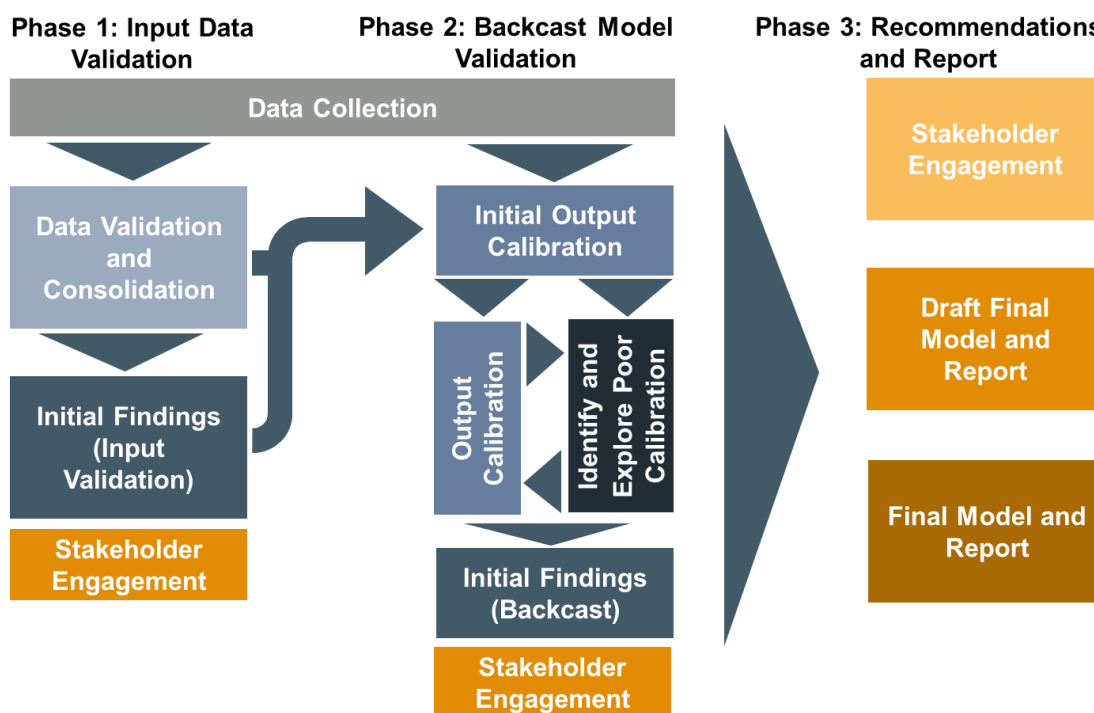 Phase 1: Input Data
Validation
Phase 2: Backcast Model
Validation
Phase 3: Recommendations
and Report
Data Collection
Data Validation
and
Consolidation
Initial Findings
(Input
Validation)
Stakeholder
Engagement
Initial Output
Calibration
Output
Calibration
Identify and
Explore Poor
Calibration
Initial Findings
(Backcast)
Stakeholder
Engagement
Stakeholder
Engagement
Draft Final
Model and
Report
Final Model and
Report